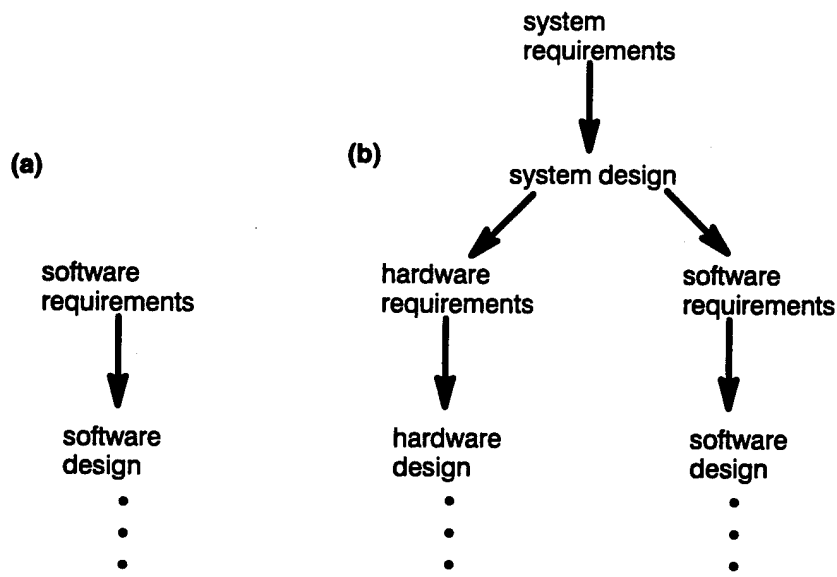 (a)
software
requirements
software
design
(b)
system
requirements
system design
hardware
requirements
software
requirements
hardware
design
software
design